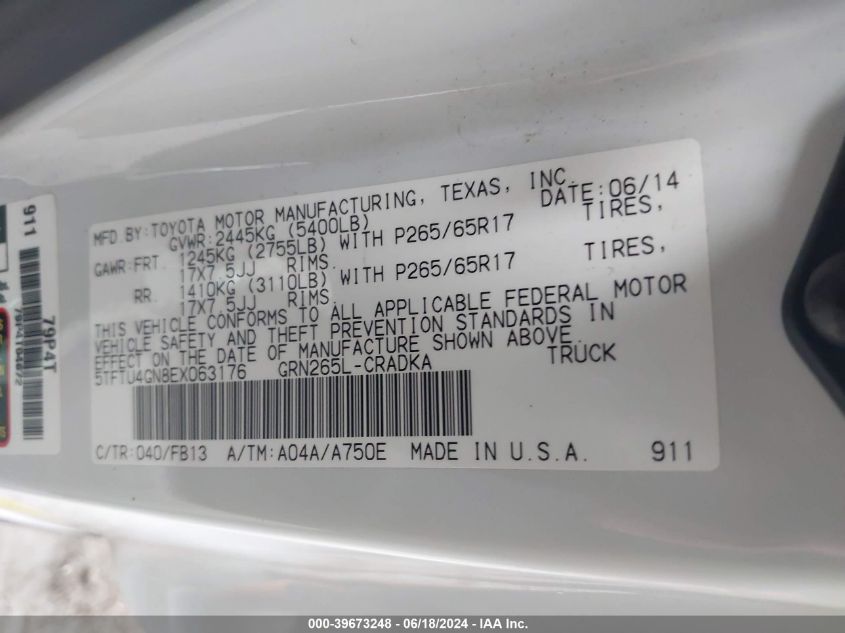 MFD.BY:TOYOTA MOTOR MANUFACTURING, TEXAS, INC. DATE:06/14
GVWR:2445KG (5400LB)
GAWR:FRT. 1245KG (2755LB) WITH P265/65R17 TIRES,
17X7.5JJ RIMS.
RR. 1410KG (3110LB) WITH P265/65R17 TIRES,
17X7.5JJ RIMS.
THIS VEHICLE CONFORMS TO ALL APPLICABLE FEDERAL MOTOR
VEHICLE SAFETY AND THEFT PREVENTION STANDARDS IN
EFFECT ON THE DATE OF MANUFACTURE SHOWN ABOVE.
5TFTU4GN8EX063176 GRN265L-CRADKA TRUCK
C/TR:040/FB13 A/TM:A04A/A750E MADE IN U.S.A. 911
911
79P4T
000-39673248 - 06/18/2024 - IAA Inc.